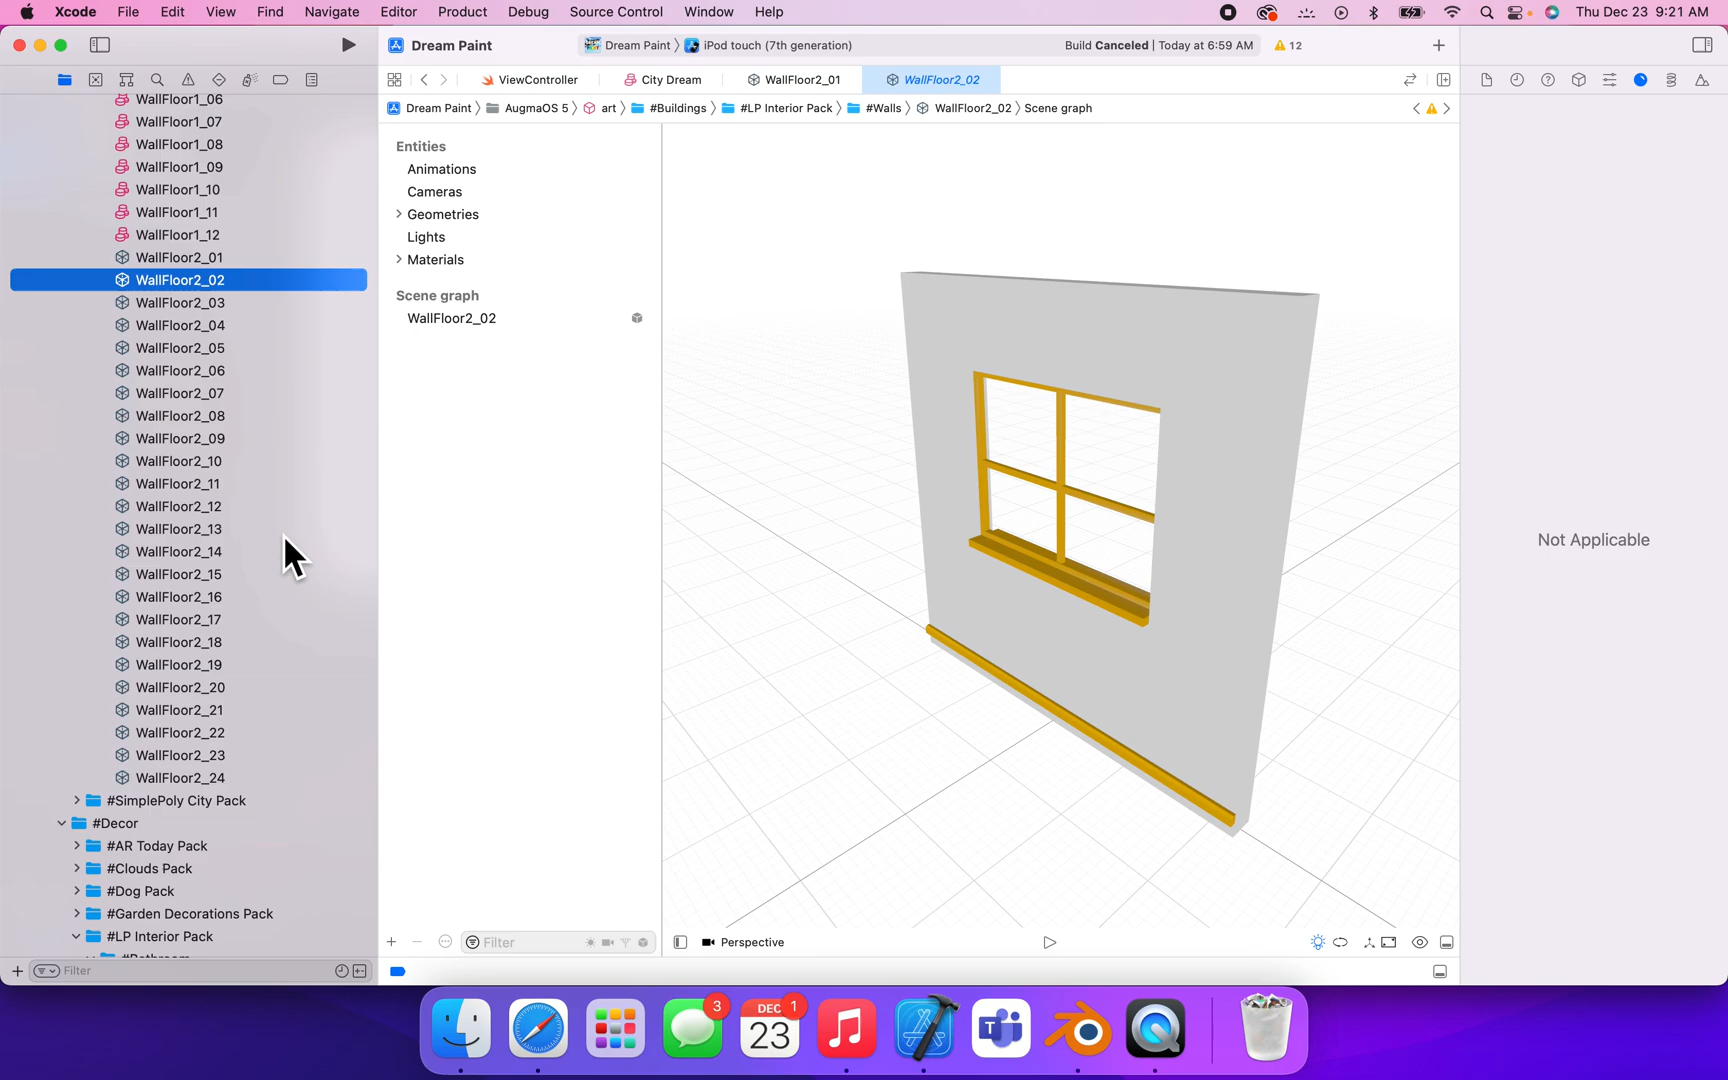 Xcode File Edit View Find Navigate Editor Product Debug Source Control Window Help Thu Dec 23 9:21 AM
Dream Paint Dream Paint iPod touch (7th generation) Build Canceled | Today at 6:59 AM 12
ViewController City Dream WallFloor2_01 WallFloor2_02
Dream Paint AugmaOS 5 art #Buildings #LP Interior Pack #Walls WallFloor2_02 Scene graph
WallFloor1_06
WallFloor1_07
WallFloor1_08
WallFloor1_09
WallFloor1_10
WallFloor1_11
WallFloor1_12
WallFloor2_01
WallFloor2_02
WallFloor2_03
WallFloor2_04
WallFloor2_05
WallFloor2_06
WallFloor2_07
WallFloor2_08
WallFloor2_09
WallFloor2_10
WallFloor2_11
WallFloor2_12
WallFloor2_13
WallFloor2_14
WallFloor2_15
WallFloor2_16
WallFloor2_17
WallFloor2_18
WallFloor2_19
WallFloor2_20
WallFloor2_21
WallFloor2_22
WallFloor2_23
WallFloor2_24
#SimplePoly City Pack
#Decor
#AR Today Pack
#Clouds Pack
#Dog Pack
#Garden Decorations Pack
#LP Interior Pack
Filter
Entities
Animations
Cameras
Geometries
Lights
Materials
Scene graph
WallFloor2_02
Filter
Perspective
Not Applicable
3
DEC 1
23
T